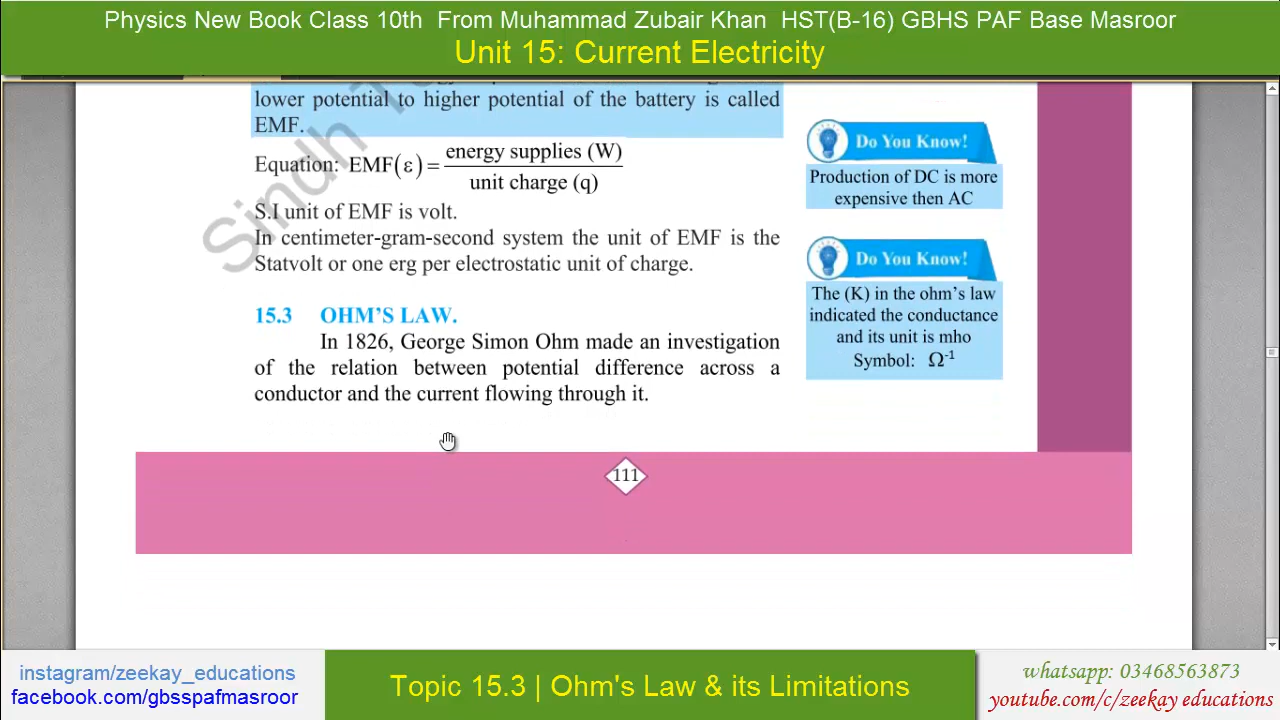 Physics New Book Class 10th From Muhammad Zubair Khan HST(B-16) GBHS PAF Base Masroor
Unit 15: Current Electricity
lower potential to higher potential of the battery is called
EMF.
Equation: EMF(ε) = energy supplies (W) / unit charge (q)
S.I unit of EMF is volt.
In centimeter-gram-second system the unit of EMF is the
Statvolt or one erg per electrostatic unit of charge.
15.3 OHM'S LAW.
In 1826, George Simon Ohm made an investigation
of the relation between potential difference across a
conductor and the current flowing through it.
Do You Know!
Production of DC is more
expensive then AC
Do You Know!
The (K) in the ohm's law
indicated the conductance
and its unit is mho
Symbol: Ω⁻¹
Sindh
111
instagram/zeekay_educations
facebook.com/gbsspafmasroor
Topic 15.3 | Ohm's Law & its Limitations
whatsapp: 03468563873
youtube.com/c/zeekay educations